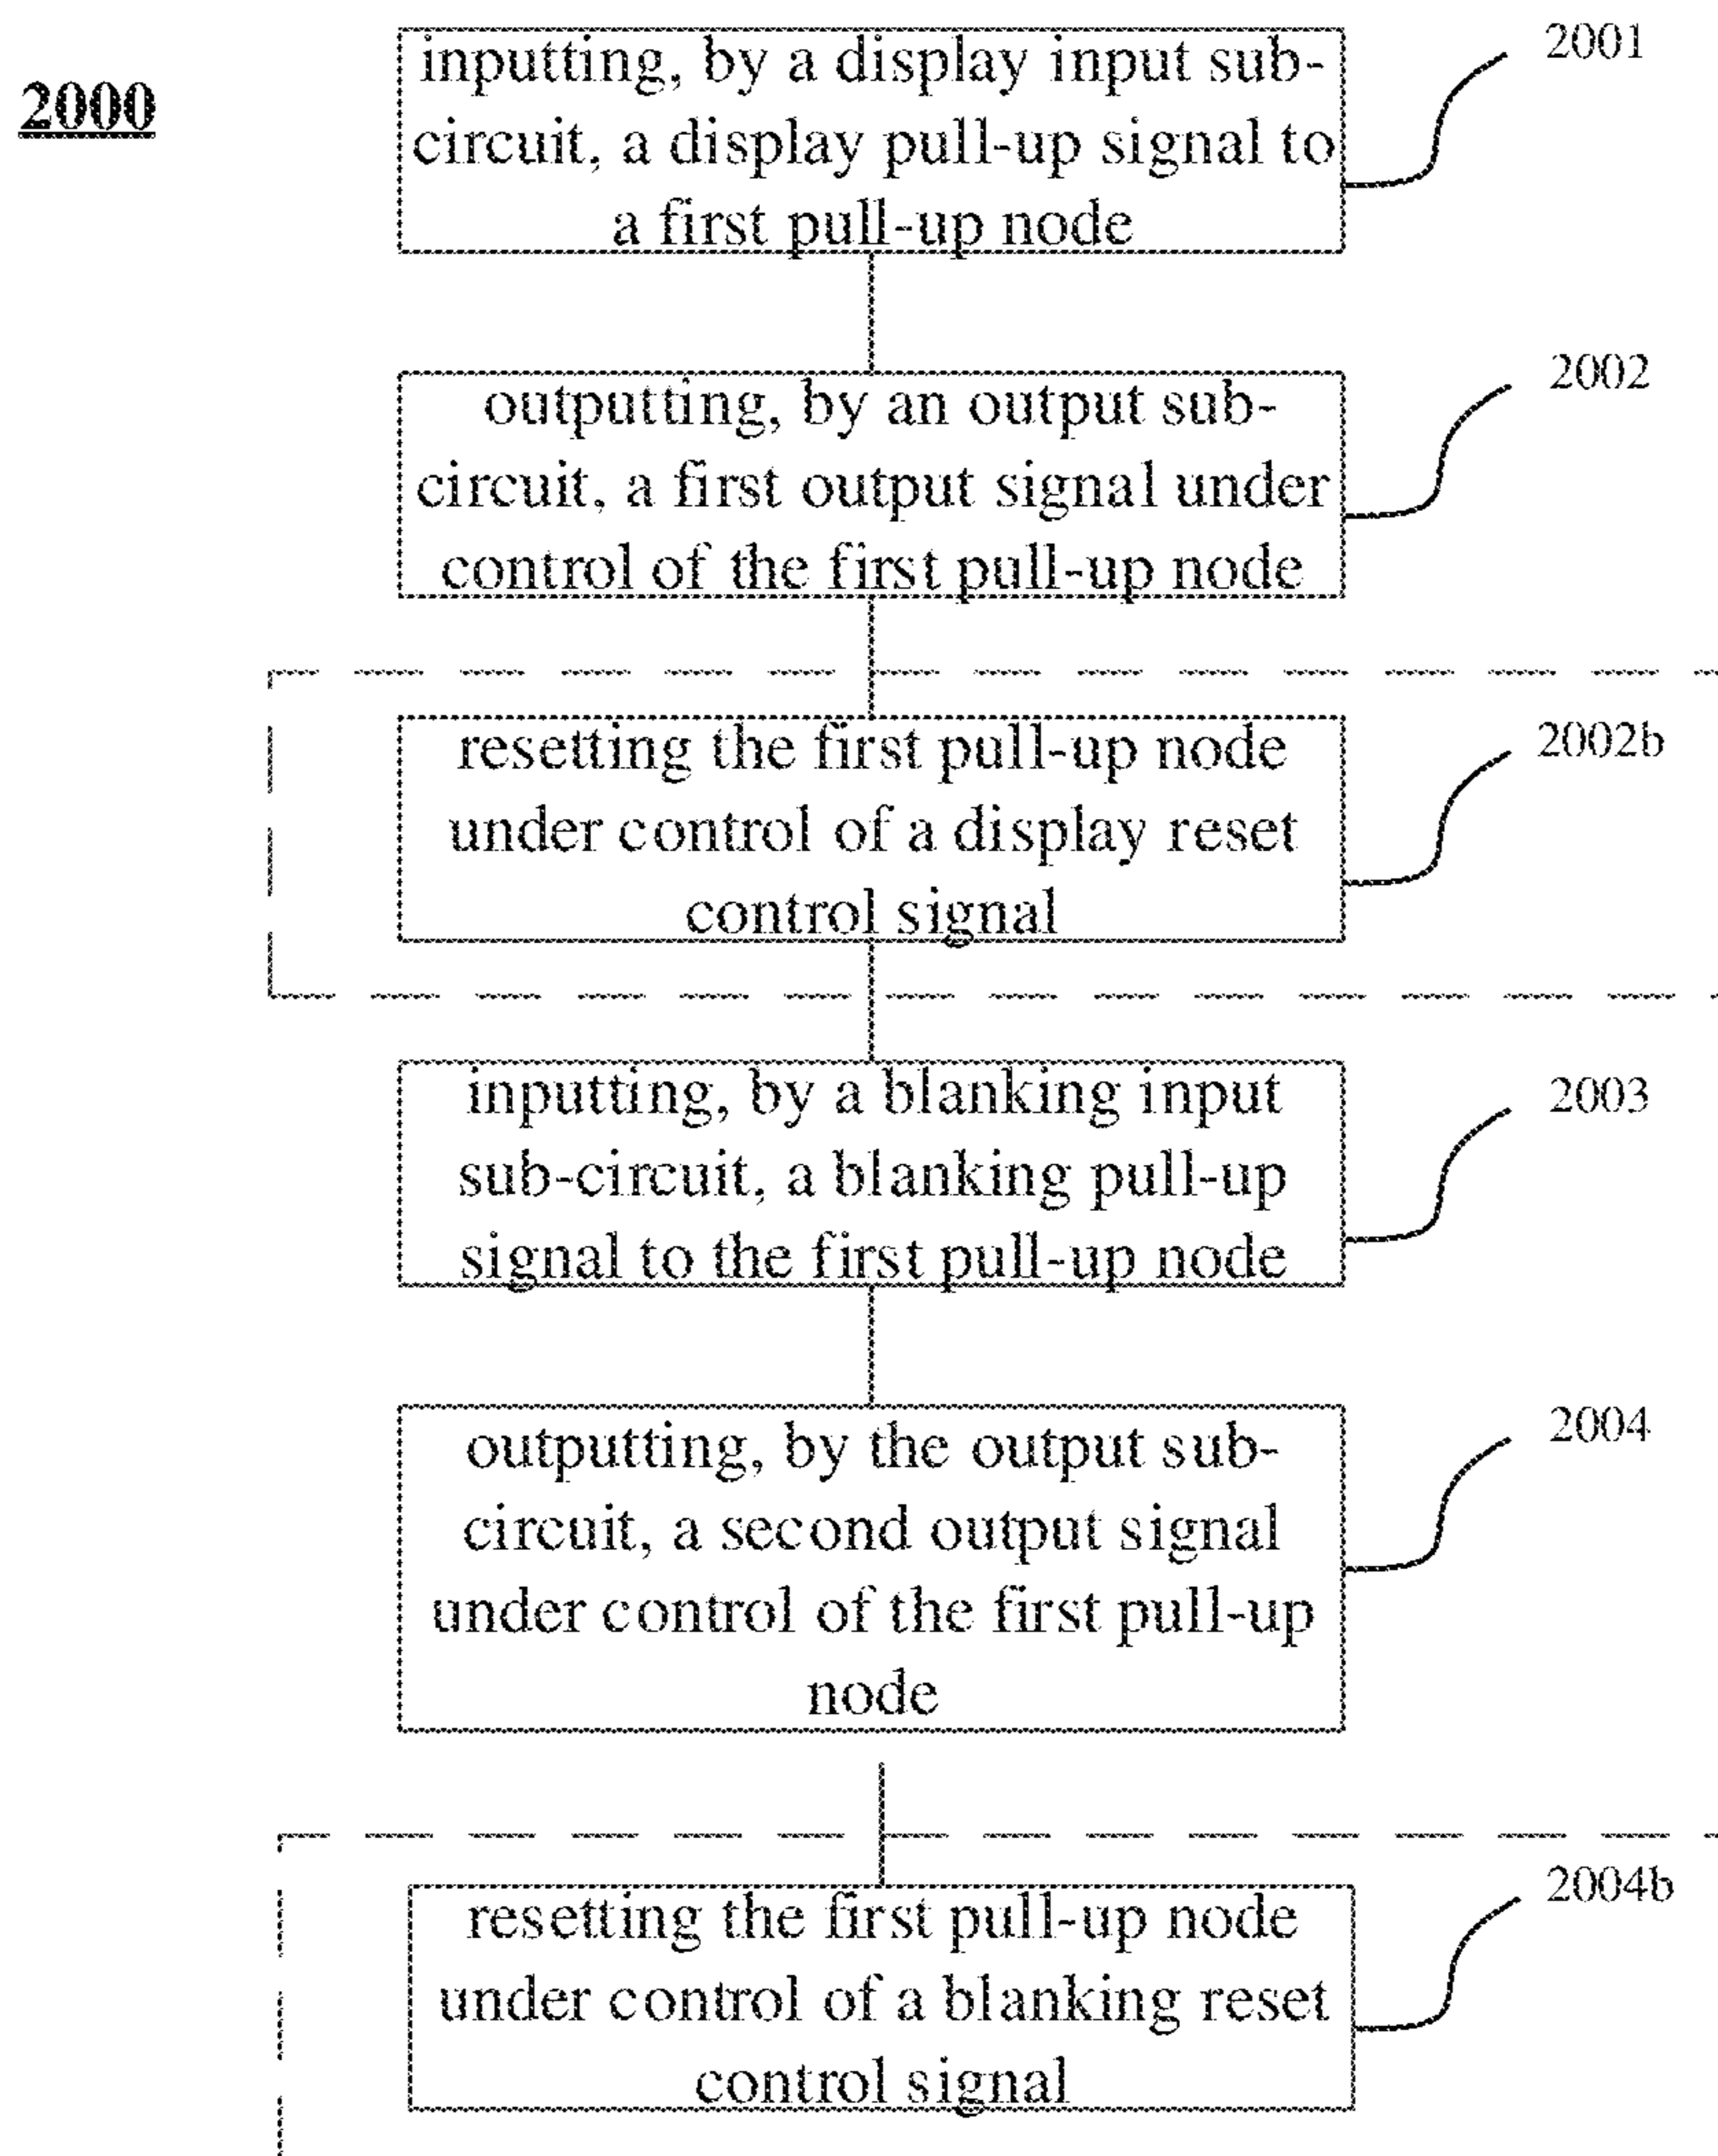 2000
inputting, by a display input sub-
circuit, a display pull-up signal to
a first pull-up node
2001
outputting, by an output sub-
circuit, a first output signal under
control of the first pull-up node
2002
resetting the first pull-up node
under control of a display reset
control signal
2002b
inputting, by a blanking input
sub-circuit, a blanking pull-up
signal to the first pull-up node
2003
outputting, by the output sub-
circuit, a second output signal
under control of the first pull-up
node
2004
resetting the first pull-up node
under control of a blanking reset
control signal
2004b